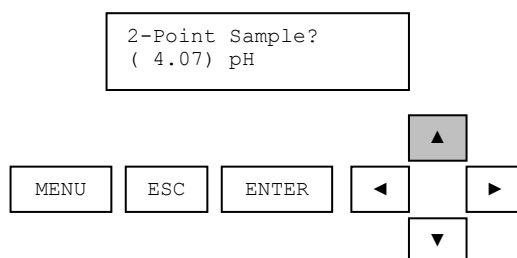 2-Point Sample?
( 4.07) pH
▲
MENU ESC ENTER ◄ ►
▼